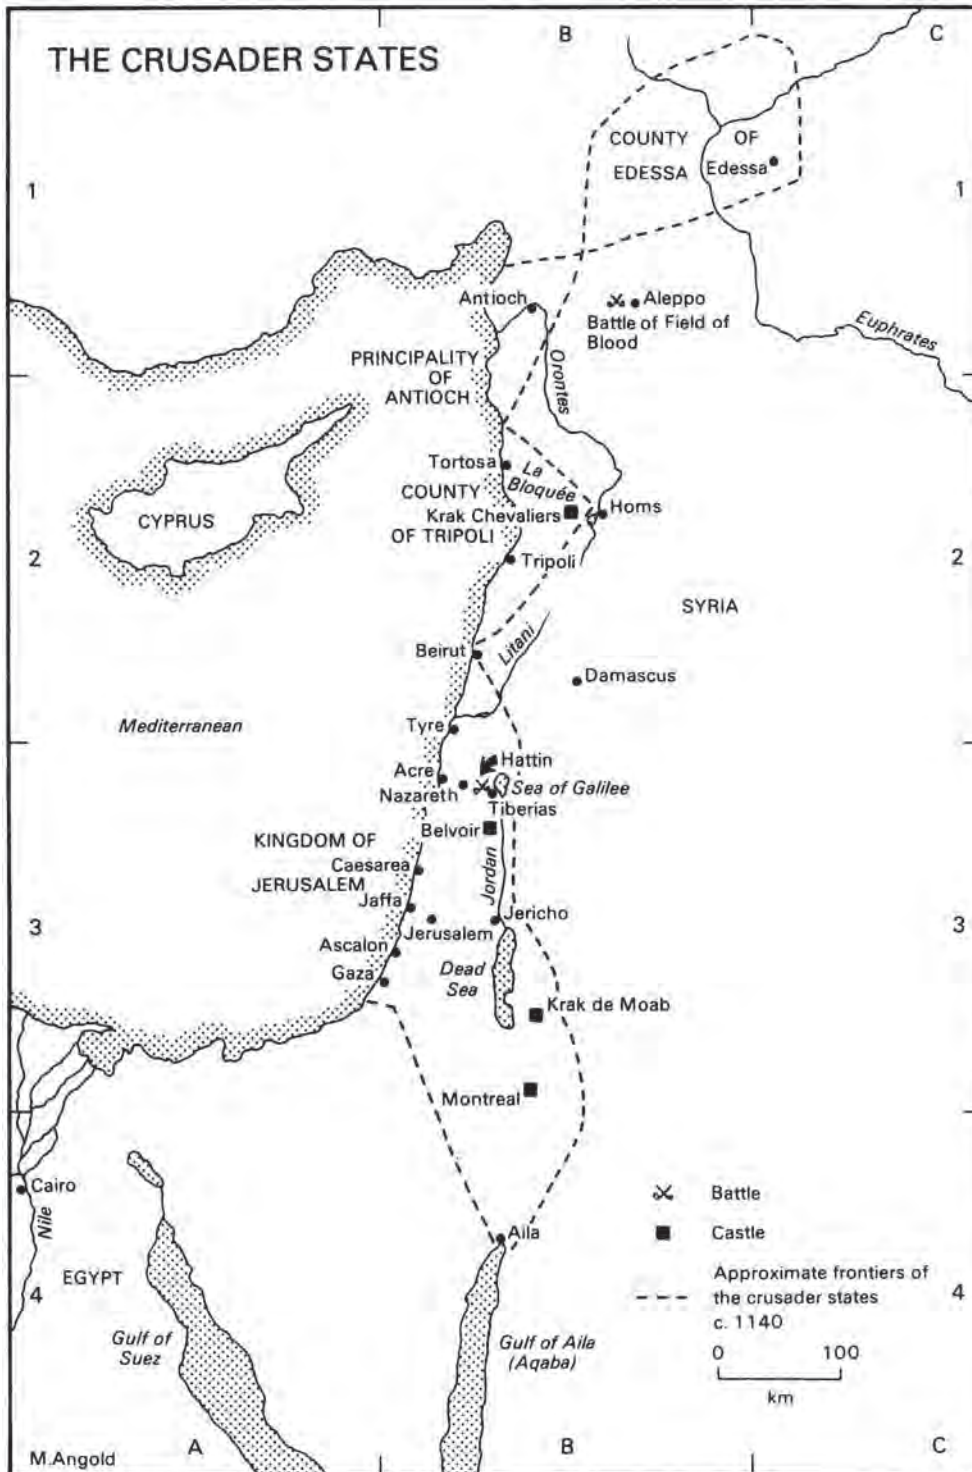 B
C
THE CRUSADER STATES
COUNTY OF
EDESSA
Edessa
1
1
Antioch
Aleppo
Battle of Field of
Blood
Euphrates
PRINCIPALITY
OF
ANTIOCH
Orontes
Tortosa
La
Bloquée
COUNTY
OF TRIPOLI
Krak Chevaliers
Homs
CYPRUS
2
2
Tripoli
SYRIA
Beirut
Litani
Damascus
Mediterranean
Tyre
Hattin
Acre
Sea of Galilee
Nazareth
Tiberias
Belvoir
KINGDOM OF
JERUSALEM
Caesarea
Jordan
Jaffa
Jericho
3
3
Jerusalem
Ascalon
Dead
Sea
Gaza
Krak de Moab
Montreal
Cairo
Nile
Battle
Castle
Aila
EGYPT
4
4
Approximate frontiers of
the crusader states
c. 1140
Gulf of
Suez
Gulf of Aila
(Aqaba)
0 100
km
M.Angold
A
B
C